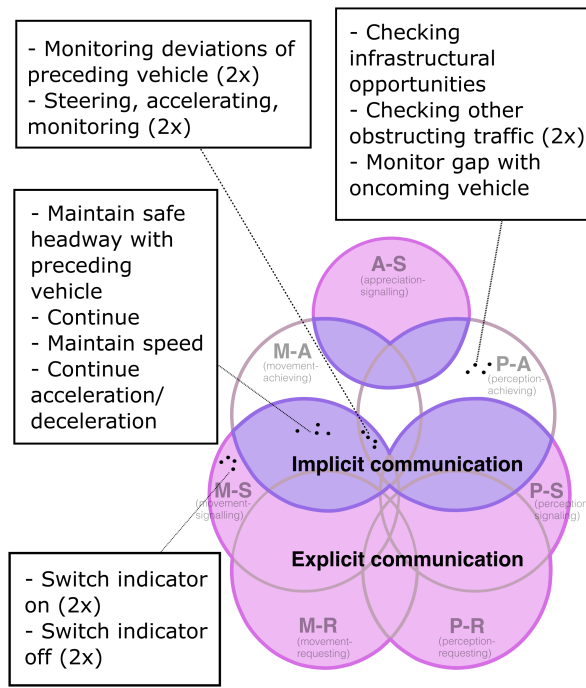 - Monitoring deviations of
preceding vehicle (2x)
- Steering, accelerating,
monitoring (2x)
- Checking
infrastructural
opportunities
- Checking other
obstructing traffic (2x)
- Monitor gap with
oncoming vehicle
- Maintain safe
headway with
preceding
vehicle
- Continue
- Maintain speed
- Continue
acceleration/
deceleration
A-S
(appreciation-
signalling)
M-A
(movement-
achieving)
P-A
(perception-
achieving)
Implicit communication
M-S
(movement-
signalling)
P-S
(perception-
signaling)
Explicit communication
- Switch indicator
on (2x)
- Switch indicator
off (2x)
M-R
(movement-
requesting)
P-R
(perception-
requesting)